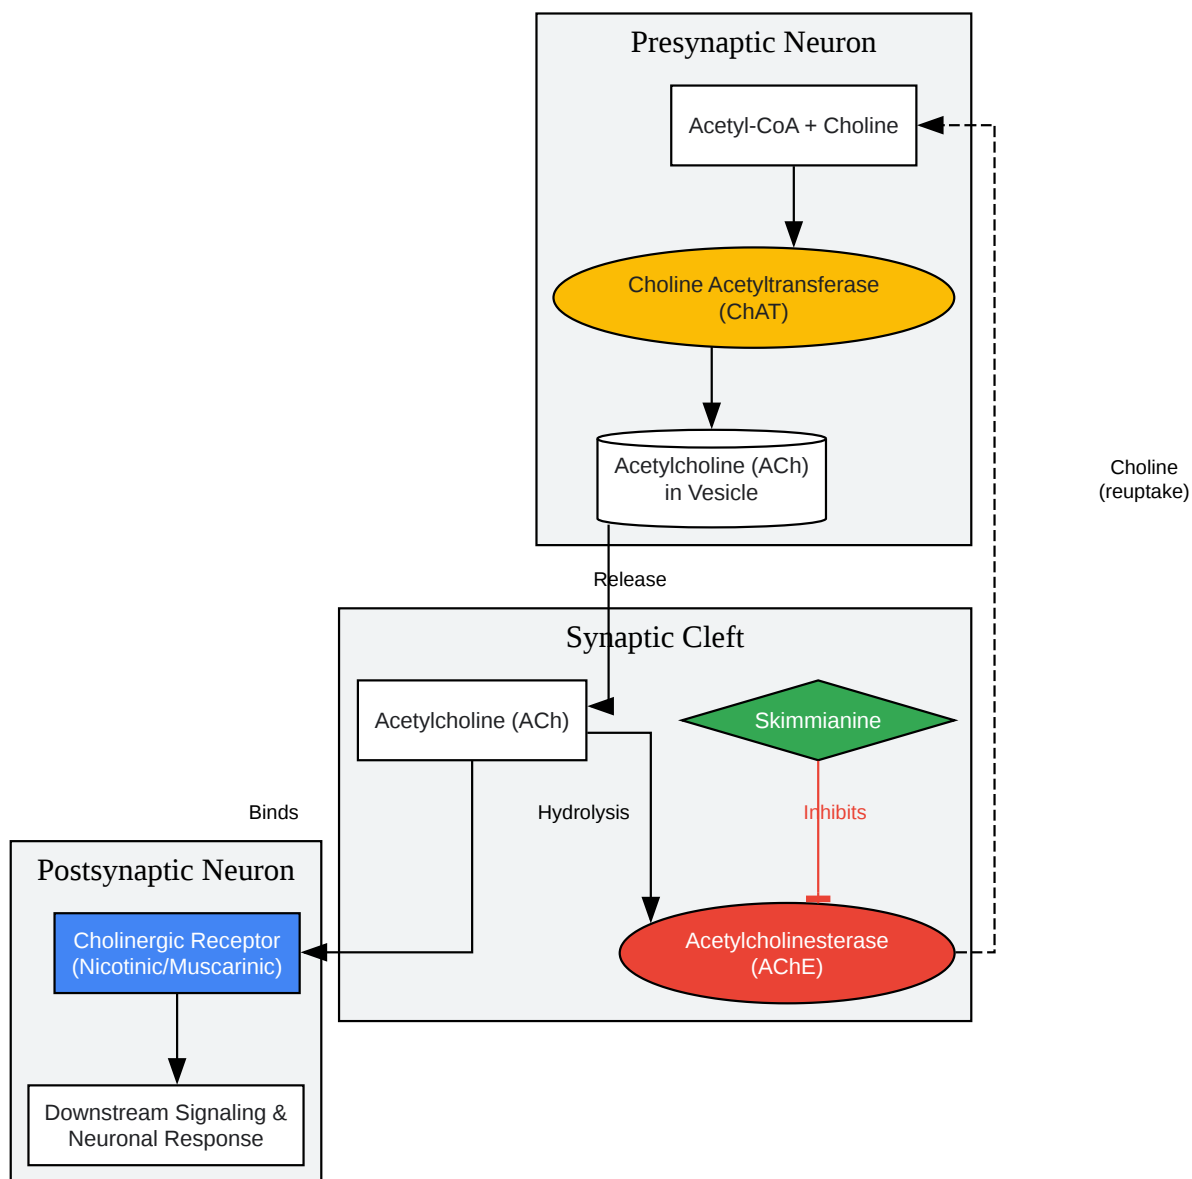 Presynaptic Neuron
Acetyl-CoA + Choline
Choline Acetyltransferase
(ChAT)
Acetylcholine (ACh)
in Vesicle
Choline
(reuptake)
Release
Synaptic Cleft
Acetylcholine (ACh)
Skimmianine
Binds
Hydrolysis
Inhibits
Postsynaptic Neuron
Cholinergic Receptor
(Nicotinic/Muscarinic)
Acetylcholinesterase
(AChE)
Downstream Signaling &
Neuronal Response